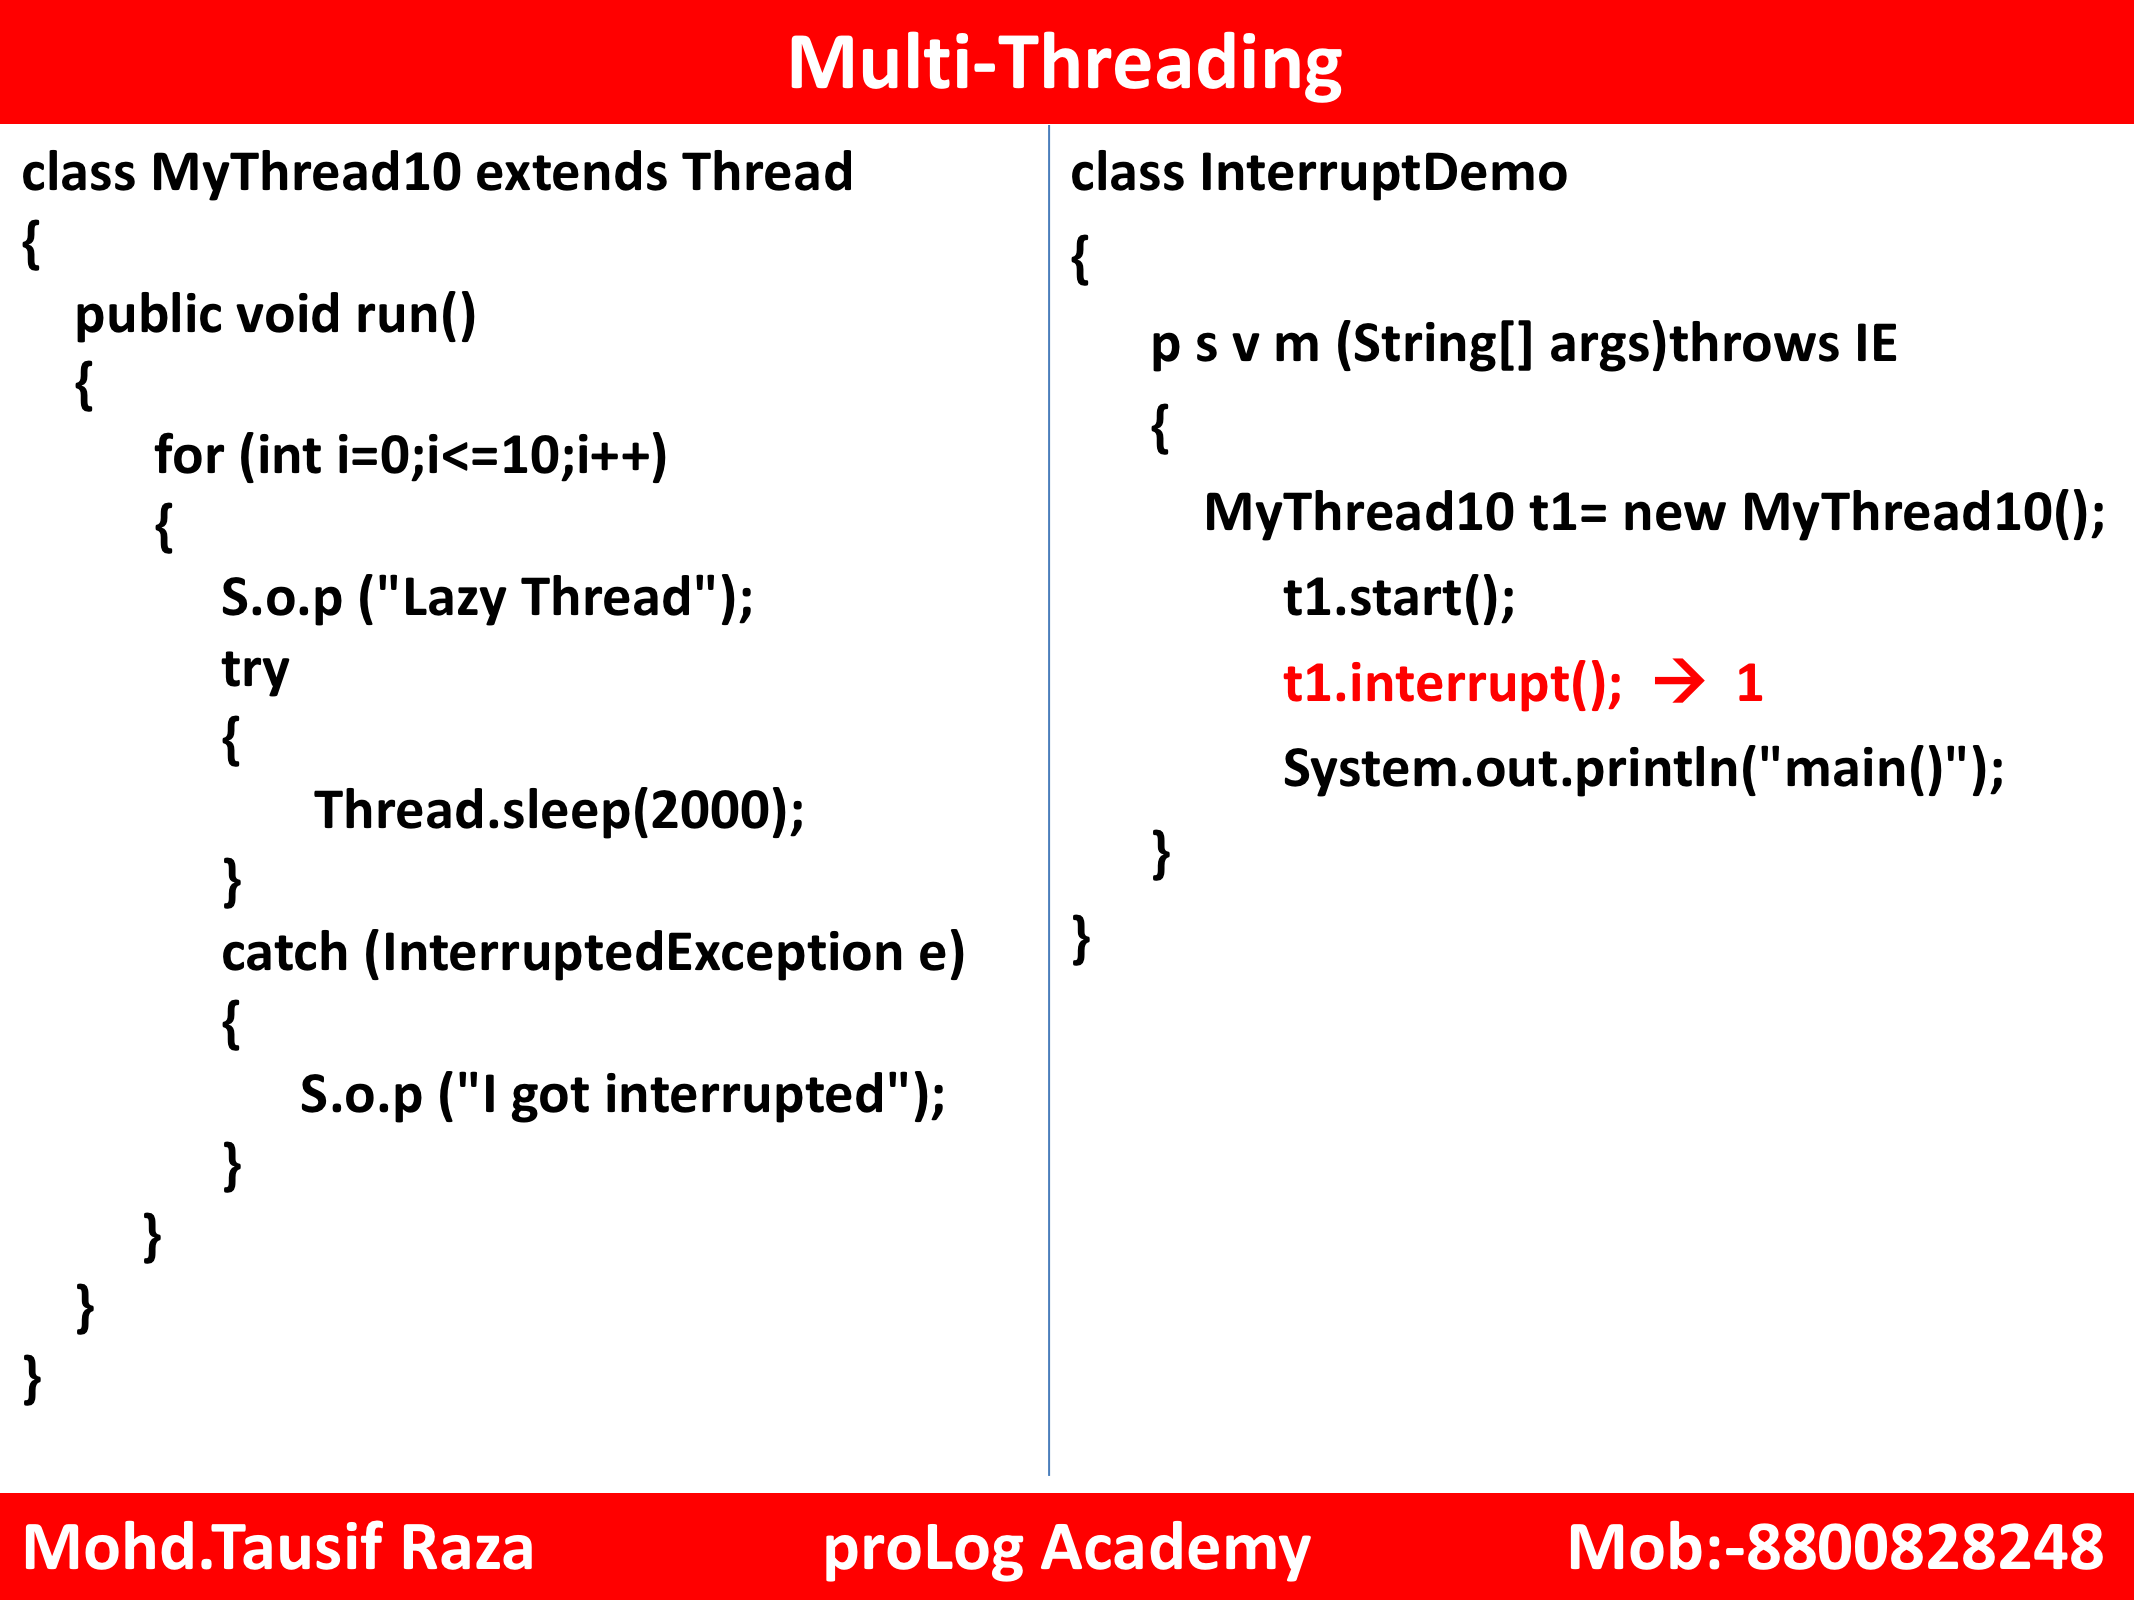 Multi-Threading
class MyThread10 extends Thread
{
public void run()
{
for (int i=0;i<=10;i++)
{
S.o.p ("Lazy Thread");
try
{
Thread.sleep(2000);
}
catch (InterruptedException e)
{
S.o.p ("I got interrupted");
}
}
}
}
class InterruptDemo
{
p s v m (String[] args)throws IE
{
MyThread10 t1= new MyThread10();
t1.start();
t1.interrupt(); → 1
System.out.println("main()");
}
}
Mohd.Tausif Raza proLog Academy Mob:-8800828248